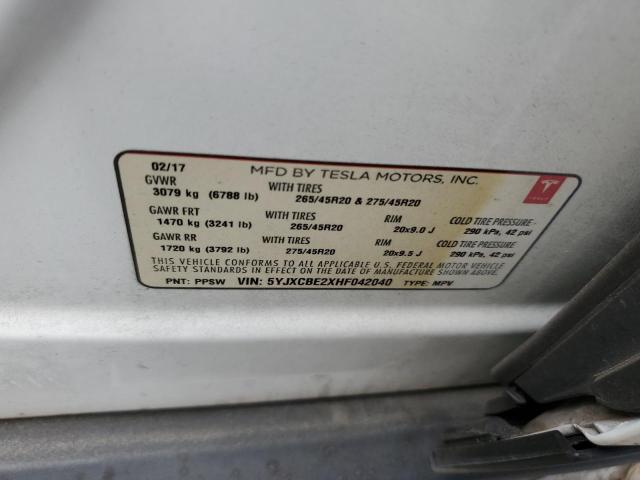 02/17 MFD BY TESLA MOTORS, INC.
GVWR
3079 kg (6788 lb) WITH TIRES 265/45R20 & 275/45R20
GAWR FRT WITH TIRES RIM COLD TIRE PRESSURE -
1470 kg (3241 lb) 265/45R20 20x9.0 J 290 kPs, 42 psi
GAWR RR WITH TIRES RIM COLD TIRE PRESSURE -
1720 kg (3792 lb) 275/45R20 20x9.5 J 290 kPs, 42 psi
THIS VEHICLE CONFORMS TO ALL APPLICABLE U.S. FEDERAL MOTOR VEHICLE
SAFETY STANDARDS IN EFFECT ON THE DATE OF MANUFACTURE SHOWN ABOVE.
PNT: PPSW VIN: 5YJXCBE2XHF042040 TYPE: MPV